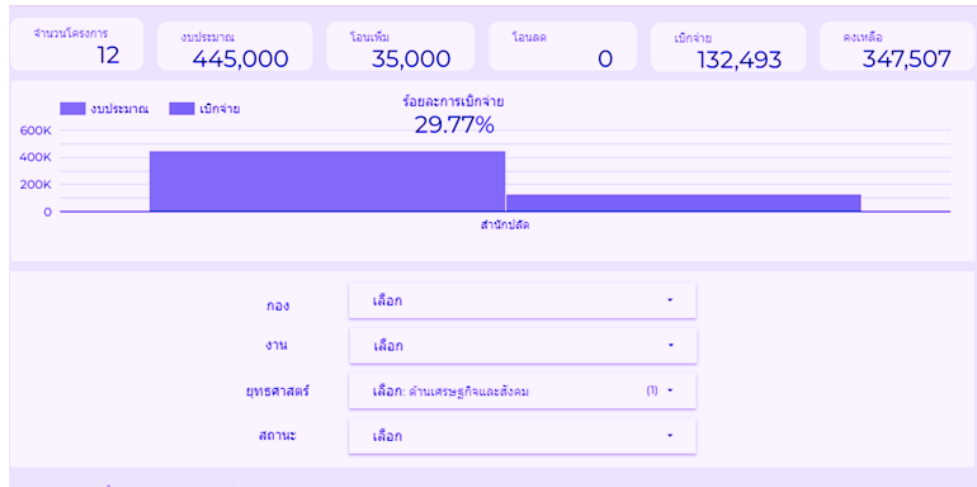 จำนวนโครงการ
12
งบประมาณ
445,000
โอนเพิ่ม
35,000
โอนลด
0
เบิกจ่าย
132,493
คงเหลือ
347,507
งบประมาณ
เบิกจ่าย
ร้อยละการเบิกจ่าย
29.77%
600K
400K
200K
0
สำนักปลัด
กอง เลือก
งาน เลือก
ยุทธศาสตร์ เลือก: ด้านเศรษฐกิจและสังคม (1)
สถานะ เลือก